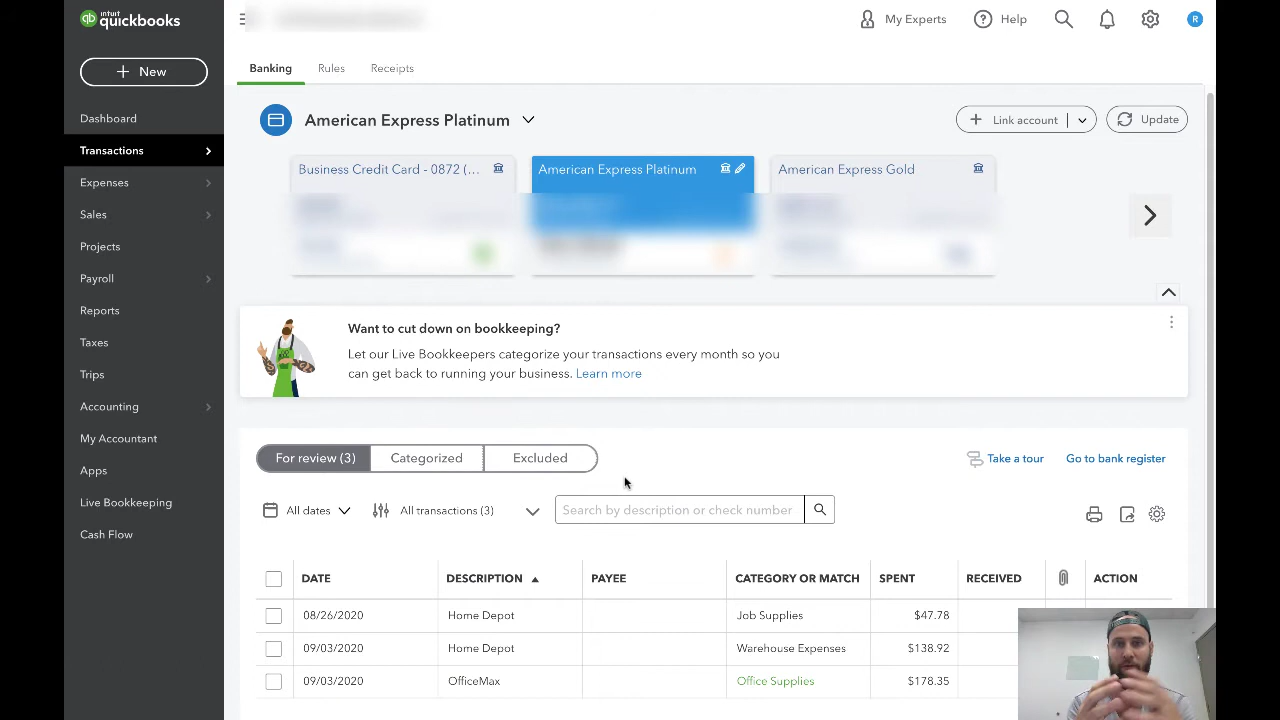 intuit
quickbooks
My Experts
Help
R
+ New
Banking
Rules
Receipts
Dashboard
Transactions
Expenses
Sales
Projects
Payroll
Reports
Taxes
Trips
Accounting
My Accountant
Apps
Live Bookkeeping
Cash Flow
American Express Platinum
+ Link account
Update
Business Credit Card - 0872 (...
American Express Platinum
American Express Gold
Want to cut down on bookkeeping?
Let our Live Bookkeepers categorize your transactions every month so you
can get back to running your business. Learn more
For review (3)
Categorized
Excluded
Take a tour
Go to bank register
All dates
All transactions (3)
Search by description or check number
DATE DESCRIPTION PAYEE CATEGORY OR MATCH SPENT RECEIVED ACTION
08/26/2020 Home Depot Job Supplies $47.78
09/03/2020 Home Depot Warehouse Expenses $138.92
09/03/2020 OfficeMax Office Supplies $178.35